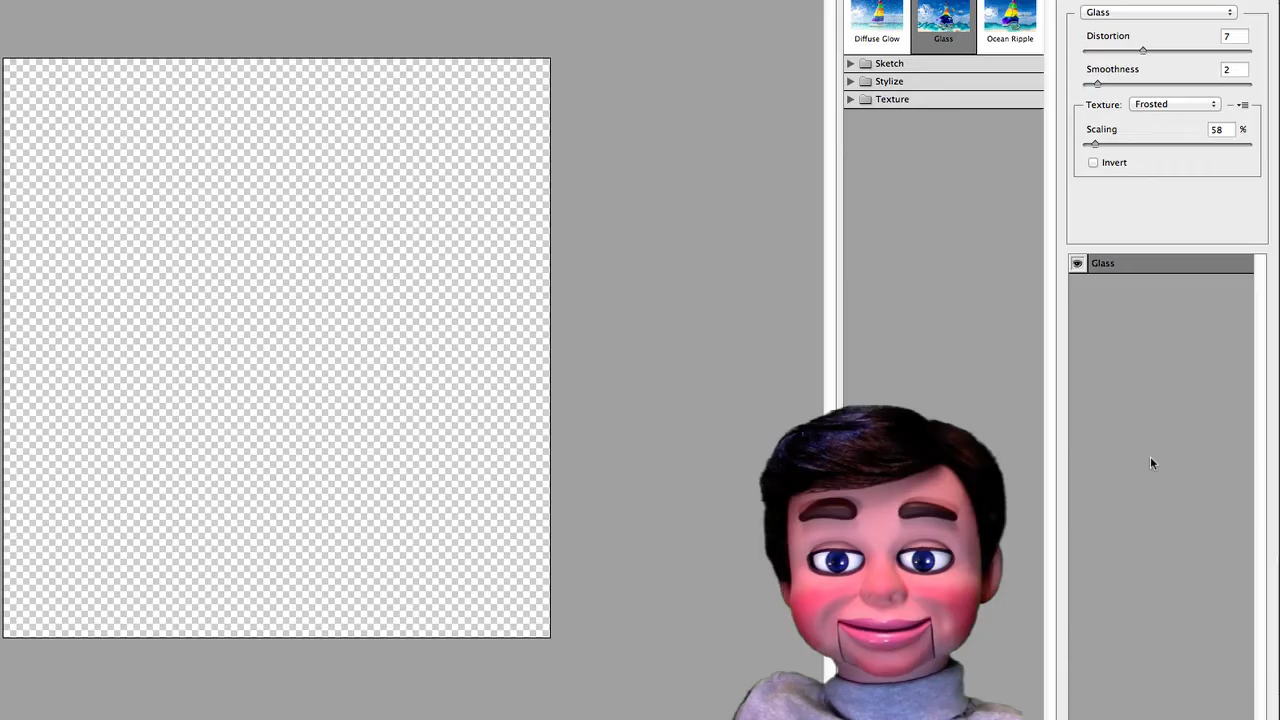 Diffuse Glow
Glass
Ocean Ripple
Sketch
Stylize
Texture
Glass
Distortion 7
Smoothness 2
Texture: Frosted
Scaling 58 %
Invert
Glass